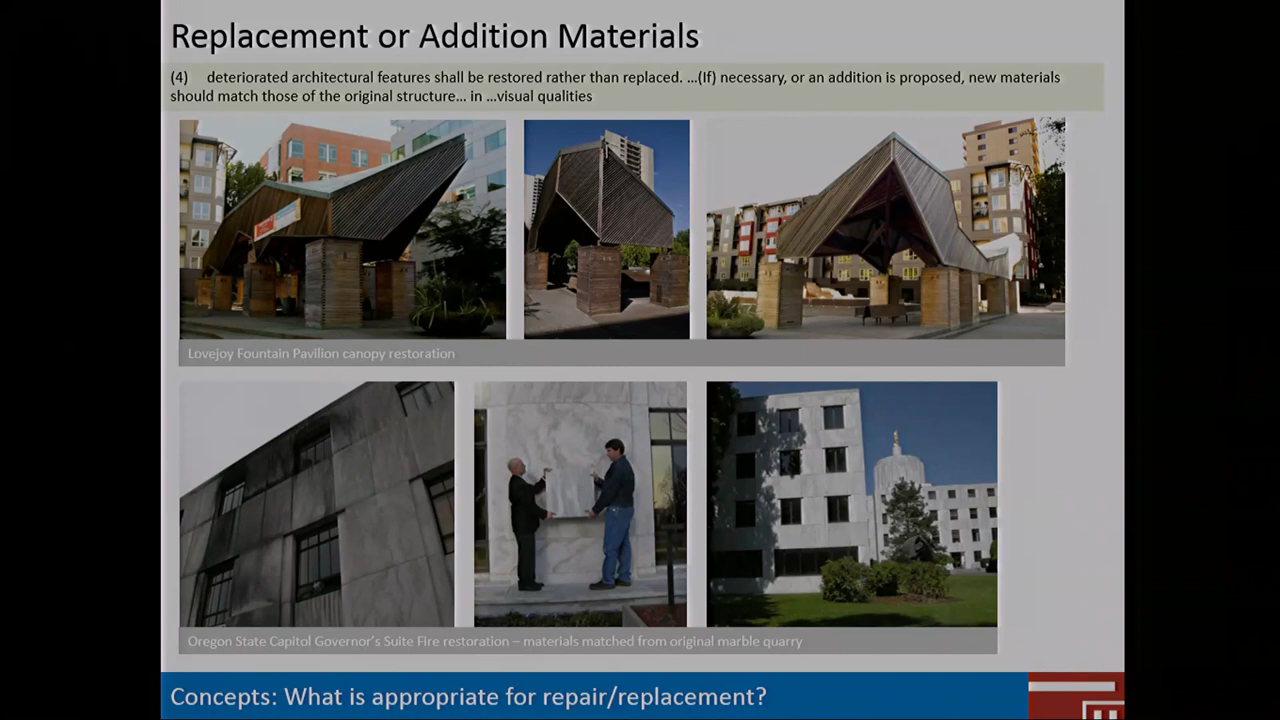 Replacement or Addition Materials
(4) deteriorated architectural features shall be restored rather than replaced. …(If) necessary, or an addition is proposed, new materials
should match those of the original structure… in …visual qualities
Lovejoy Fountain Pavilion canopy restoration
Oregon State Capitol Governor's Suite Fire restoration – materials matched from original marble quarry
Concepts: What is appropriate for repair/replacement?